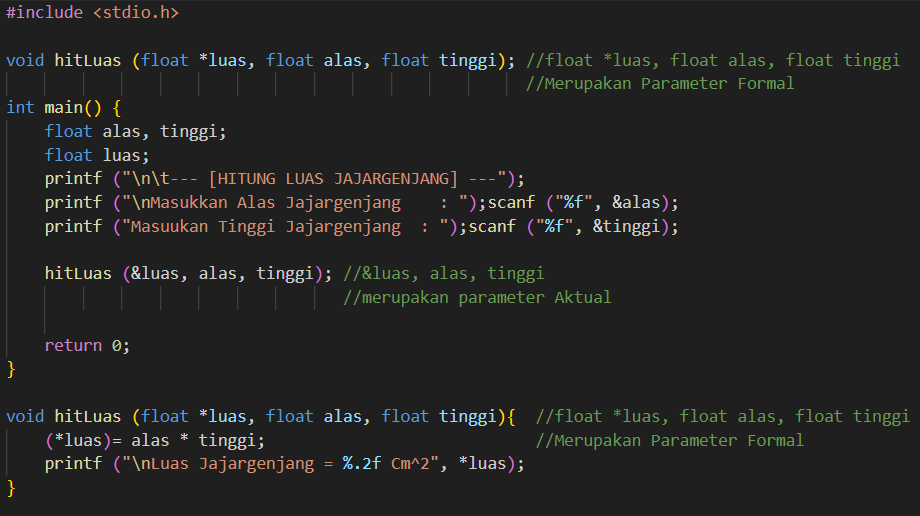 #include <stdio.h>
void hitLuas (float *luas, float alas, float tinggi); //float *luas, float alas, float tinggi
//Merupakan Parameter Formal
int main() {
float alas, tinggi;
float luas;
printf ("\n\t--- [HITUNG LUAS JAJARGENJANG] ---");
printf ("\nMasukkan Alas Jajargenjang    : ");scanf ("%f", &alas);
printf ("Masuukan Tinggi Jajargenjang  : ");scanf ("%f", &tinggi);
hitLuas (&luas, alas, tinggi); //&luas, alas, tinggi
//merupakan parameter Aktual
return 0;
}
void hitLuas (float *luas, float alas, float tinggi){  //float *luas, float alas, float tinggi
(*luas)= alas * tinggi;                            //Merupakan Parameter Formal
printf ("\nLuas Jajargenjang = %.2f Cm^2", *luas);
}